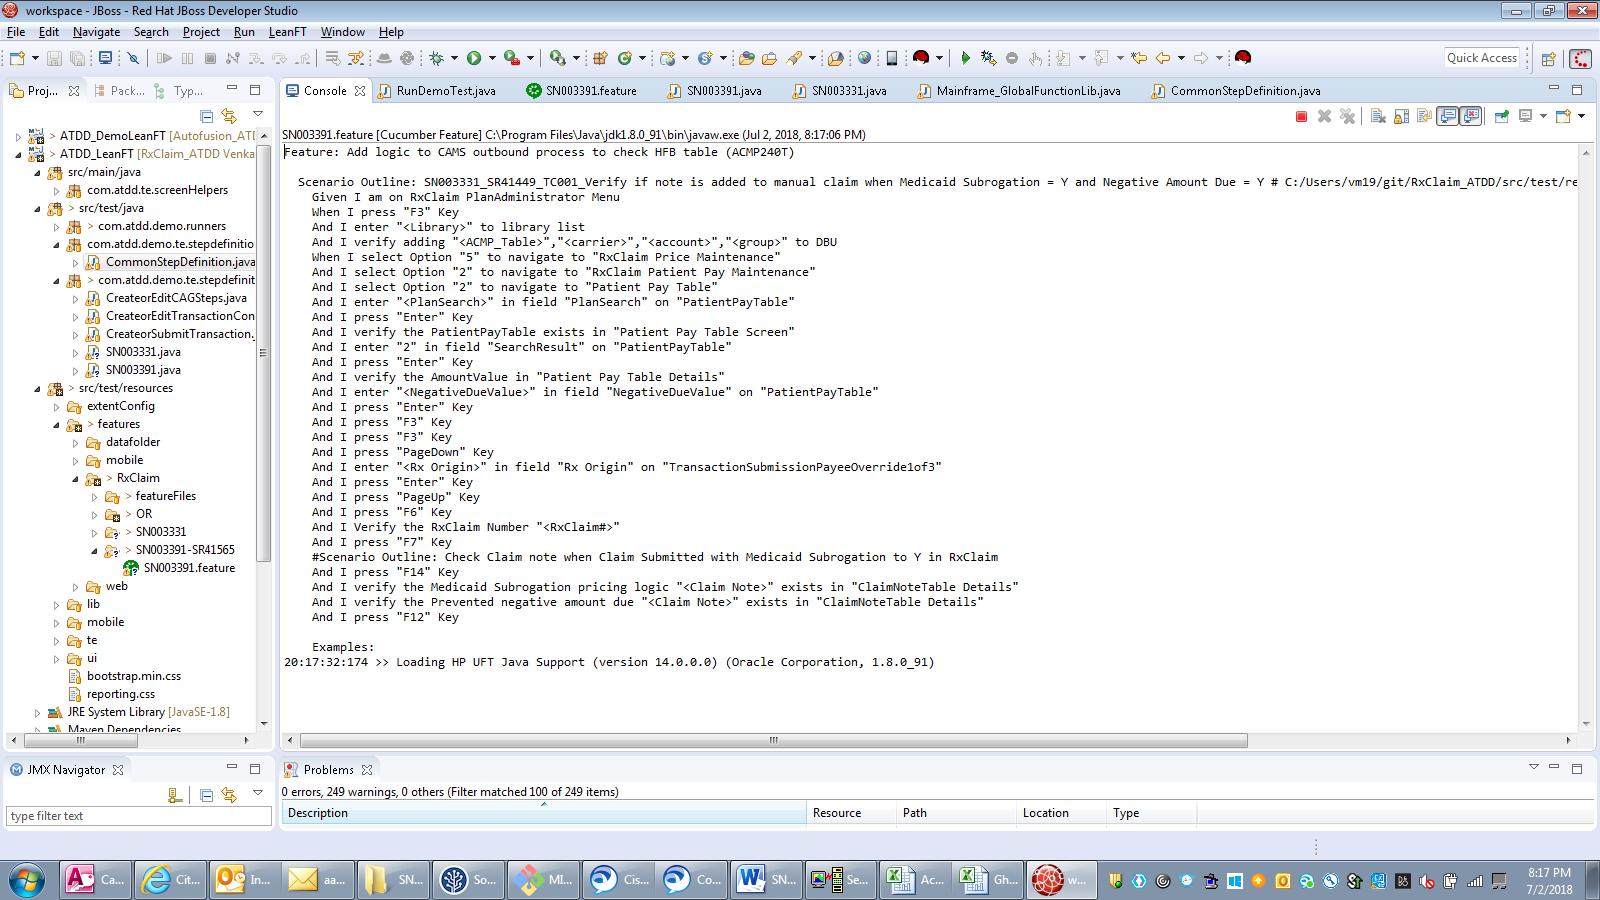 workspace - JBoss - Red Hat JBoss Developer Studio
File Edit Navigate Search Project Run LeanFT Window Help
Quick Access
Proj... Pack... Typ...
ATDD_DemoLeanFT [Autofusion_ATI
> ATDD_LeanFT [RxClaim_ATDD Venka
src/main/java
com.atdd.te.screenHelpers
> src/test/java
> com.atdd.demo.runners
com.atdd.demo.te.stepdefinitio
CommonStepDefinition.java
> com.atdd.demo.te.stepdefinit
CreateorEditCAGSteps.java
CreateorEditTransactionCon
CreateorSubmitTransaction.
SN003331.java
SN003391.java
> src/test/resources
extentConfig
> features
datafolder
mobile
> RxClaim
> featureFiles
> OR
> SN003331
> SN003391-SR41565
SN003391.feature
web
lib
mobile
te
ui
bootstrap.min.css
reporting.css
JRE System Library [JavaSE-1.8]
Maven Dependencies
JMX Navigator
type filter text
Console RunDemoTest.java SN003391.feature SN003391.java SN003331.java Mainframe_GlobalFunctionLib.java CommonStepDefinition.java
SN003391.feature [Cucumber Feature] C:\Program Files\Java\jdk1.8.0_91\bin\javaw.exe (Jul 2, 2018, 8:17:06 PM)
Feature: Add logic to CAMS outbound process to check HFB table (ACMP240T)
Scenario Outline: SN003331_SR41449_TC001_Verify if note is added to manual claim when Medicaid Subrogation = Y and Negative Amount Due = Y # C:/Users/vm19/git/RxClaim_ATDD/src/test/re
Given I am on RxClaim PlanAdministrator Menu
When I press "F3" Key
And I enter "<Library>" to library list
And I verify adding "<ACMP_Table>","<carrier>","<account>","<group>" to DBU
When I select Option "5" to navigate to "RxClaim Price Maintenance"
And I select Option "2" to navigate to "RxClaim Patient Pay Maintenance"
And I select Option "2" to navigate to "Patient Pay Table"
And I enter "<PlanSearch>" in field "PlanSearch" on "PatientPayTable"
And I press "Enter" Key
And I verify the PatientPayTable exists in "Patient Pay Table Screen"
And I enter "2" in field "SearchResult" on "PatientPayTable"
And I press "Enter" Key
And I verify the AmountValue in "Patient Pay Table Details"
And I enter "<NegativeDueValue>" in field "NegativeDueValue" on "PatientPayTable"
And I press "Enter" Key
And I press "F3" Key
And I press "F3" Key
And I press "PageDown" Key
And I enter "<Rx Origin>" in field "Rx Origin" on "TransactionSubmissionPayeeOverride1of3"
And I press "Enter" Key
And I press "PageUp" Key
And I press "F6" Key
And I Verify the RxClaim Number "<RxClaim#>"
And I press "F7" Key
#Scenario Outline: Check Claim note when Claim Submitted with Medicaid Subrogation to Y in RxClaim
And I press "F14" Key
And I verify the Medicaid Subrogation pricing logic "<Claim Note>" exists in "ClaimNoteTable Details"
And I verify the Prevented negative amount due "<Claim Note>" exists in "ClaimNoteTable Details"
And I press "F12" Key
Examples:
20:17:32:174 >> Loading HP UFT Java Support (version 14.0.0.0) (Oracle Corporation, 1.8.0_91)
Problems
0 errors, 249 warnings, 0 others (Filter matched 100 of 249 items)
Description Resource Path Location Type
Ca... Cit... In... aa... SN... So... MI... Cis... Co... SN... Se... Ac... Gh... w...
8:17 PM
7/2/2018